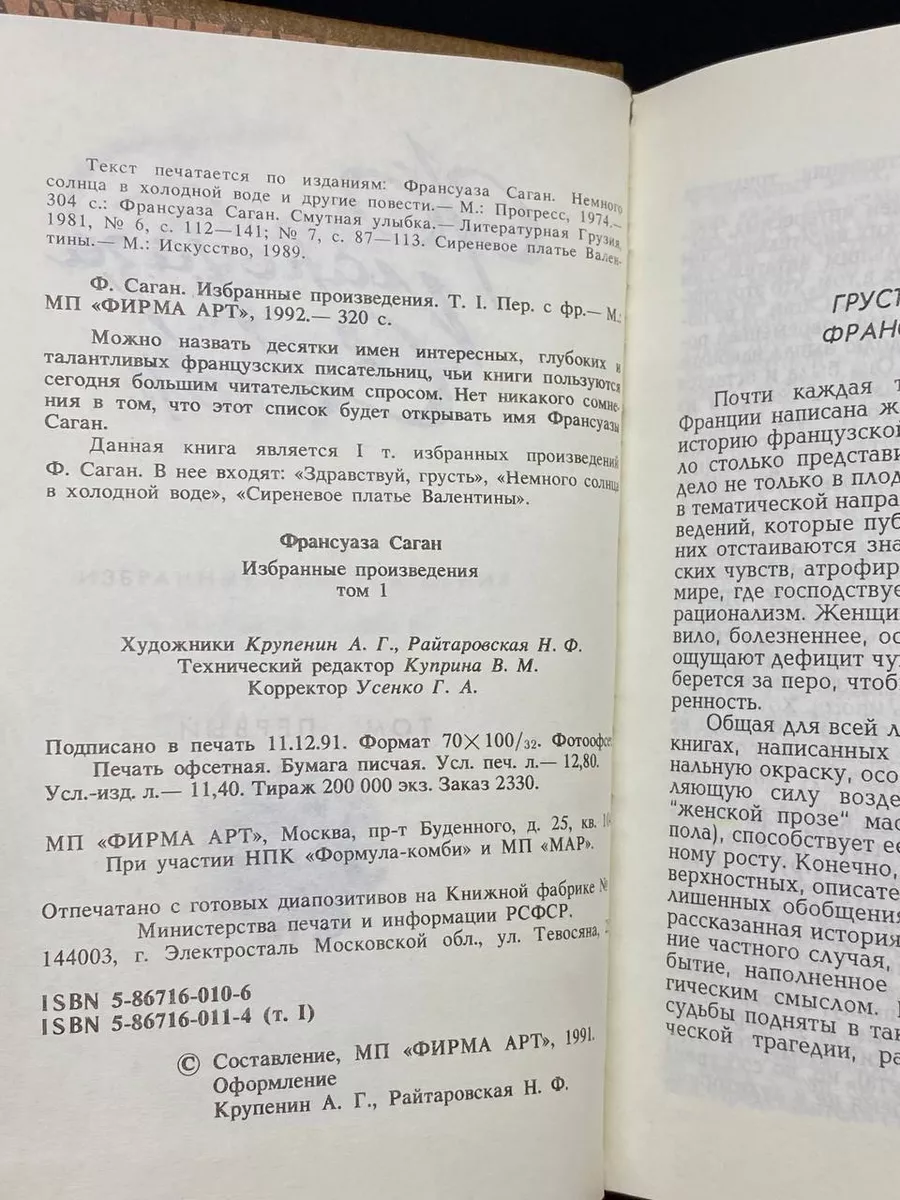 Текст печатается по изданиям: Франсуаза Саган. Немного
солнца в холодной воде и другие повести.— М.: Прогресс, 1974.—
304 с.: Франсуаза Саган. Смутная улыбка.— Литературная Грузия,
1981, № 6, с. 112—141; № 7, с. 87—113. Сиреневое платье Вален-
тины.— М.: Искусство, 1989.
Ф. Саган. Избранные произведения. Т. I. Пер. с фр.— М.:
МП «ФИРМА АРТ», 1992.— 320 с.
Можно назвать десятки имен интересных, глубоких и
талантливых французских писательниц, чьи книги пользуются
сегодня большим читательским спросом. Нет никакого сомне-
ния в том, что этот список будет открывать имя Франсуазы
Саган.
Данная книга является I т. избранных произведений
Ф. Саган. В нее входят: «Здравствуй, грусть», «Немного солнца
в холодной воде», «Сиреневое платье Валентины».
Франсуаза Саган
Избранные произведения
том 1
Художники Крупенин А. Г., Райтаровская Н. Ф.
Технический редактор Куприна В. М.
Корректор Усенко Г. А.
Подписано в печать 11.12.91. Формат 70×100/32. Фотоофсе
Печать офсетная. Бумага писчая. Усл. печ. л.— 12,80.
Усл.-изд. л.— 11,40. Тираж 200 000 экз. Заказ 2330.
МП «ФИРМА АРТ», Москва, пр-т Буденного, д. 25, кв.
При участии НПК «Формула-комби» и МП «МАР».
Отпечатано с готовых диапозитивов на Книжной фабрике №
Министерства печати и информации РСФСР.
144003, г. Электросталь Московской обл., ул. Тевосяна,
ISBN 5-86716-010-6
ISBN 5-86716-011-4 (т. I)
© Составление, МП «ФИРМА АРТ», 1991.
Оформление
Крупенин А. Г., Райтаровская Н. Ф.
ГРУСТ
ФРАНС
Почти каждая т
Франции написана ж
историю французской
ло столько представи
дело не только в плод
в тематической напра
ведений, которые пуб
них отстаиваются зна
ских чувств, атрофир
мире, где господствуе
рационализм. Женщи
вило, болезненнее, ос
ощущают дефицит чу
берется за перо, чтоб
ренность.
Общая для всей л
книгах, написанных
нальную окраску, осо
ляющую силу возде
"женской прозе" мас
пола), способствует ее
ному росту. Конечно,
верхностных, описате
лишенных обобщения
рассказанная история
ние частного случая,
бытие, наполненное
гическим смыслом.
судьбы подняты в так
ческой трагедии, ра